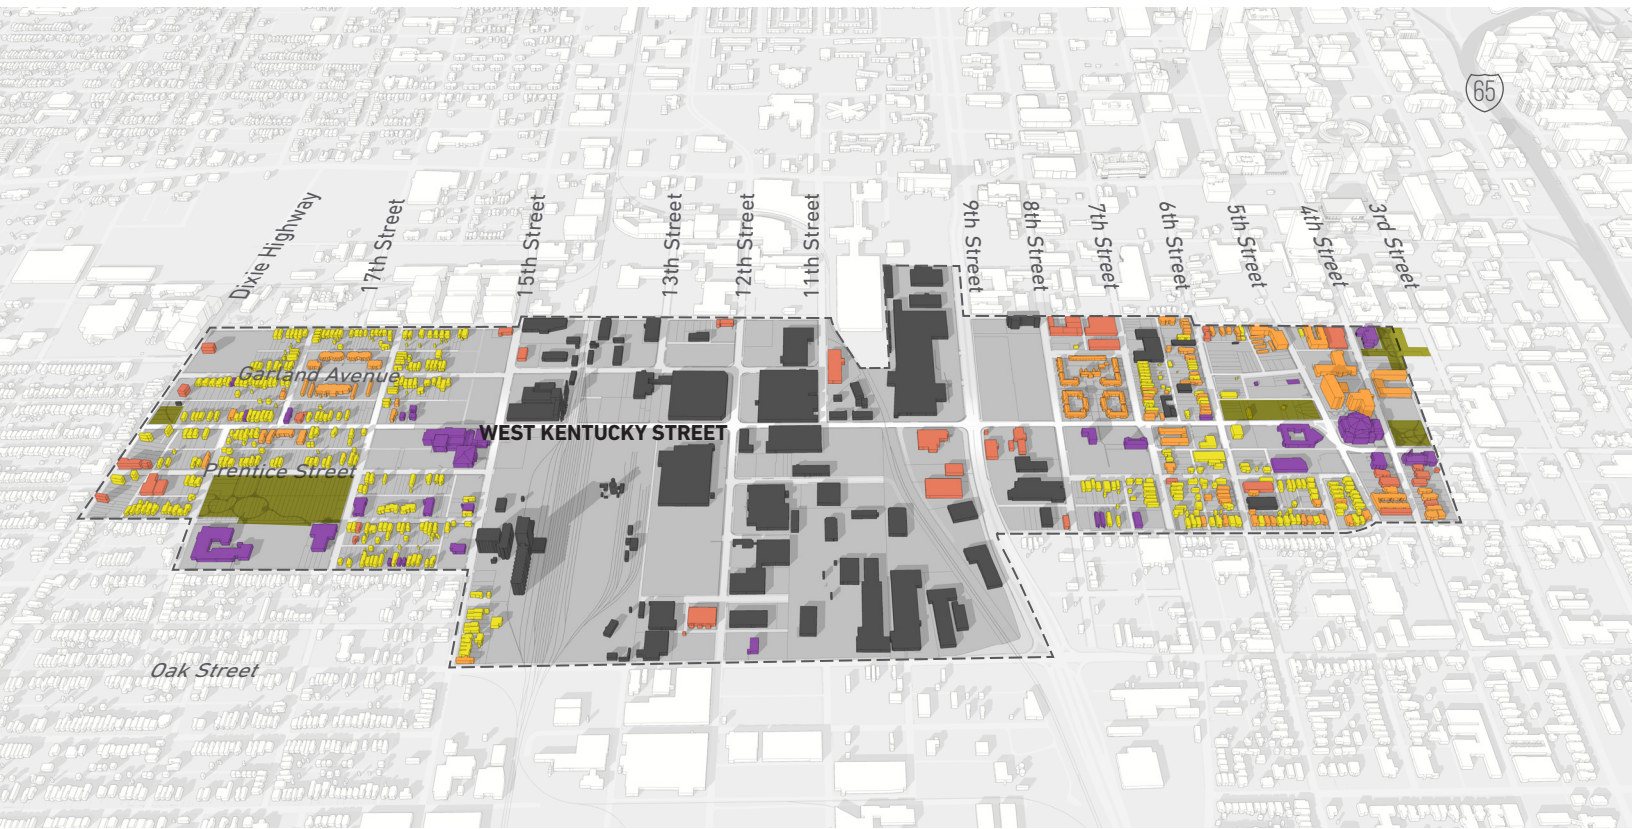 65
Dixie Highway
17th Street
15th Street
13th Street
12th Street
11th Street
9th Street
8th Street
7th Street
6th Street
5th Street
4th Street
3rd Street
Garland Avenue
WEST KENTUCKY STREET
Prentice Street
Oak Street